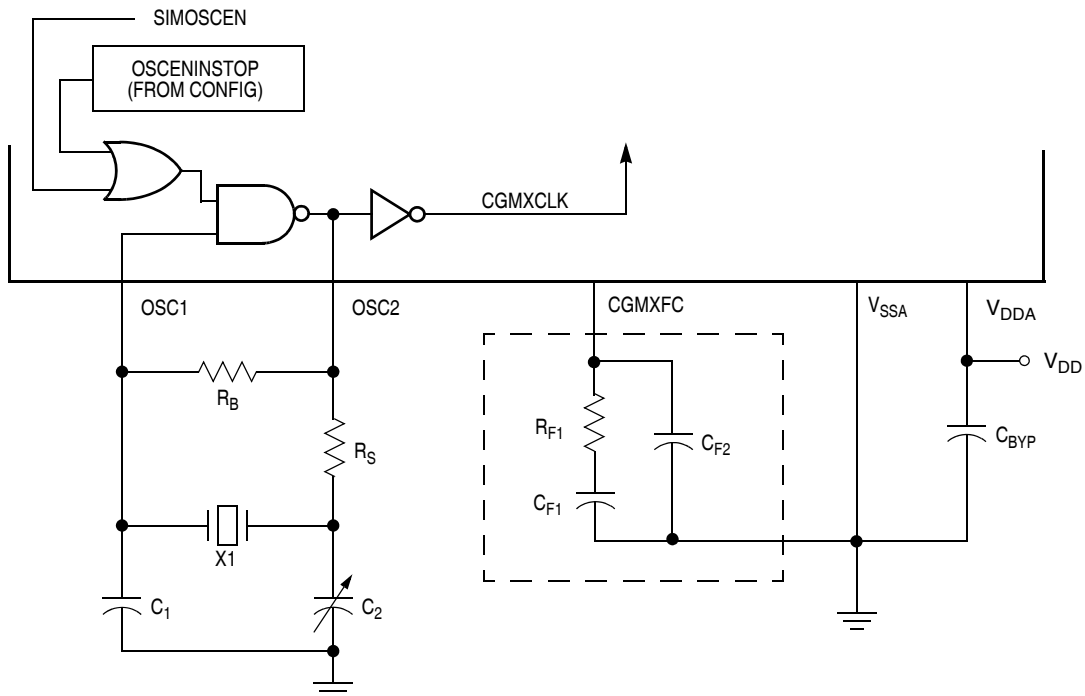 SIMOSCEN
OSCENINSTOP
(FROM CONFIG)
CGMXCLK
OSC1
OSC2
CGMXFC
VSSA
VDDA
VDD
RB
RS
RF1
CF2
CBYP
CF1
X1
C1
C2